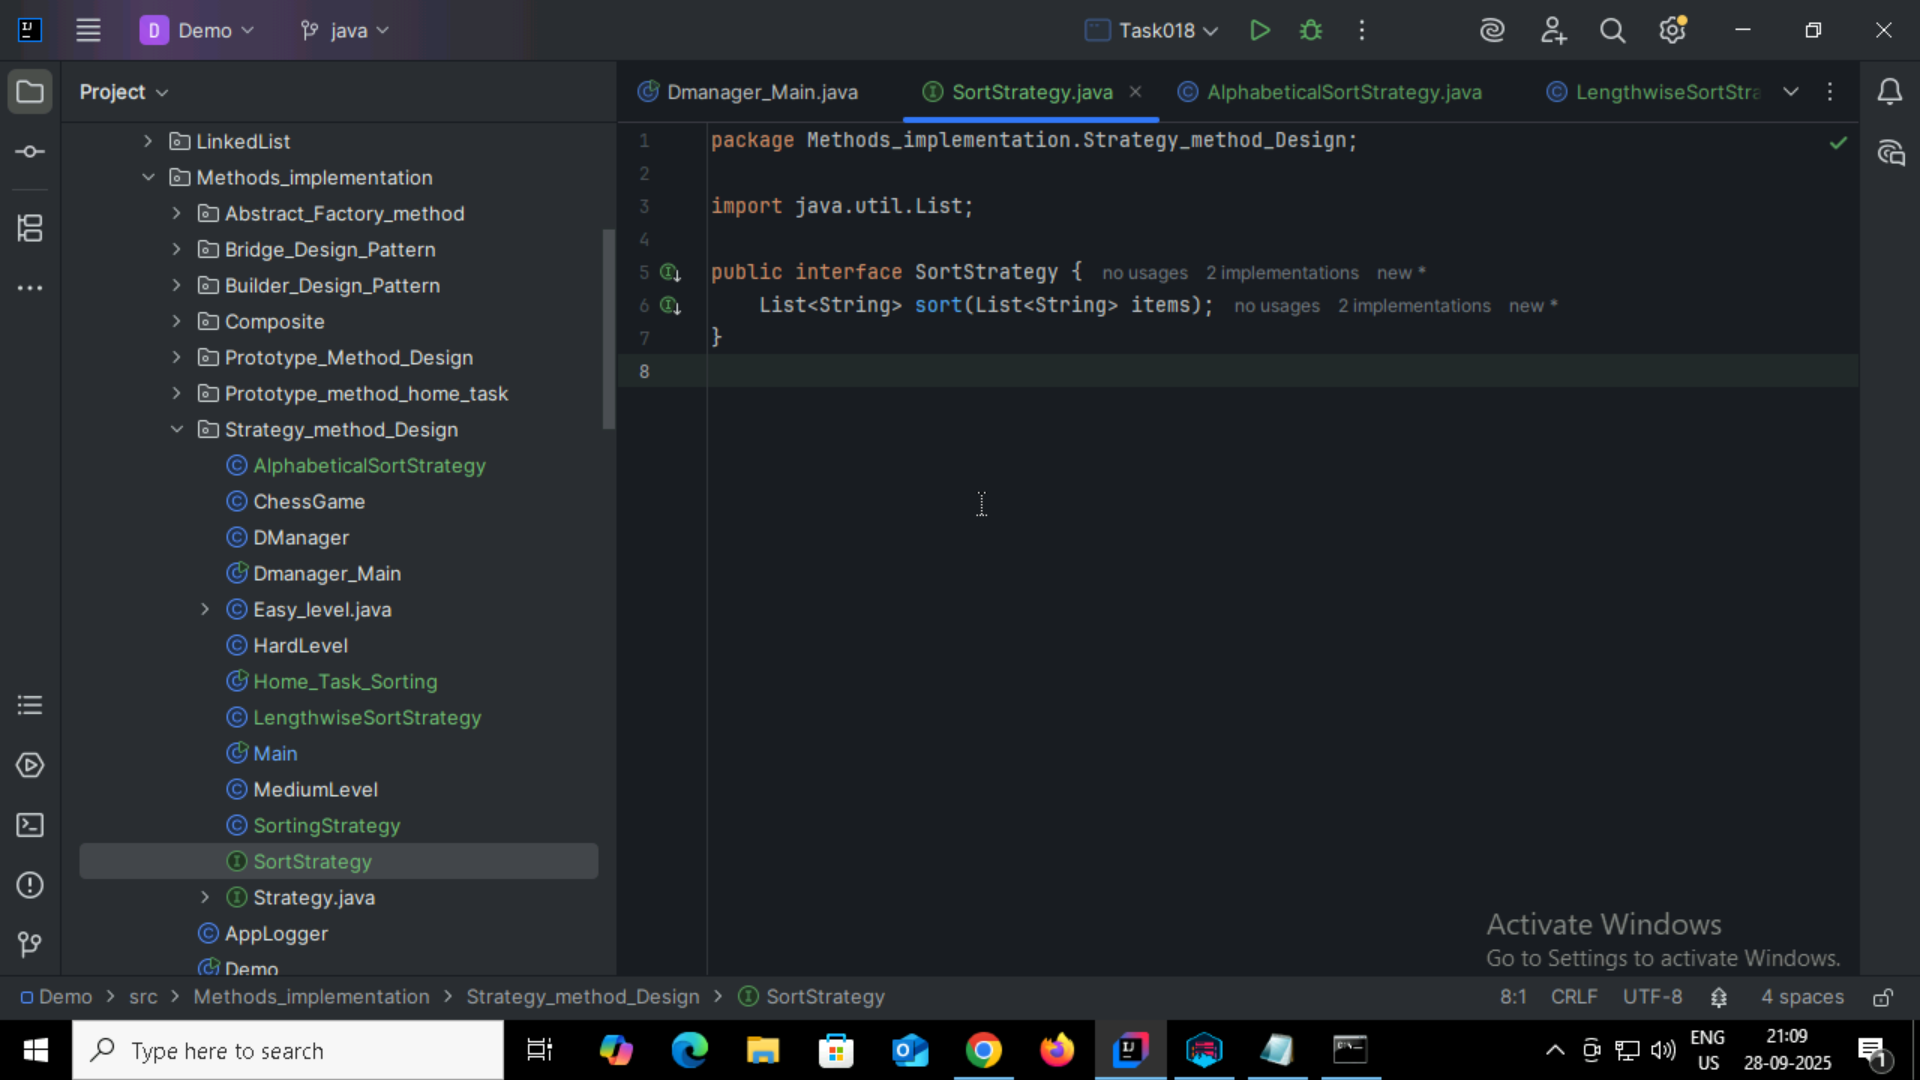 D Demo java Task018
Project
Dmanager_Main.java SortStrategy.java AlphabeticalSortStrategy.java LengthwiseSortStra
LinkedList
Methods_implementation
Abstract_Factory_method
Bridge_Design_Pattern
Builder_Design_Pattern
Composite
Prototype_Method_Design
Prototype_method_home_task
Strategy_method_Design
AlphabeticalSortStrategy
ChessGame
DManager
Dmanager_Main
Easy_level.java
HardLevel
Home_Task_Sorting
LengthwiseSortStrategy
Main
MediumLevel
SortingStrategy
SortStrategy
Strategy.java
AppLogger
Demo
1 package Methods_implementation.Strategy_method_Design;
2
3 import java.util.List;
4
5 public interface SortStrategy { no usages 2 implementations new *
6 List<String> sort(List<String> items); no usages 2 implementations new *
7 }
8
Activate Windows
Go to Settings to activate Windows.
Demo > src > Methods_implementation > Strategy_method_Design > SortStrategy 8:1 CRLF UTF-8 4 spaces
Type here to search
ENG
US
21:09
28-09-2025
1